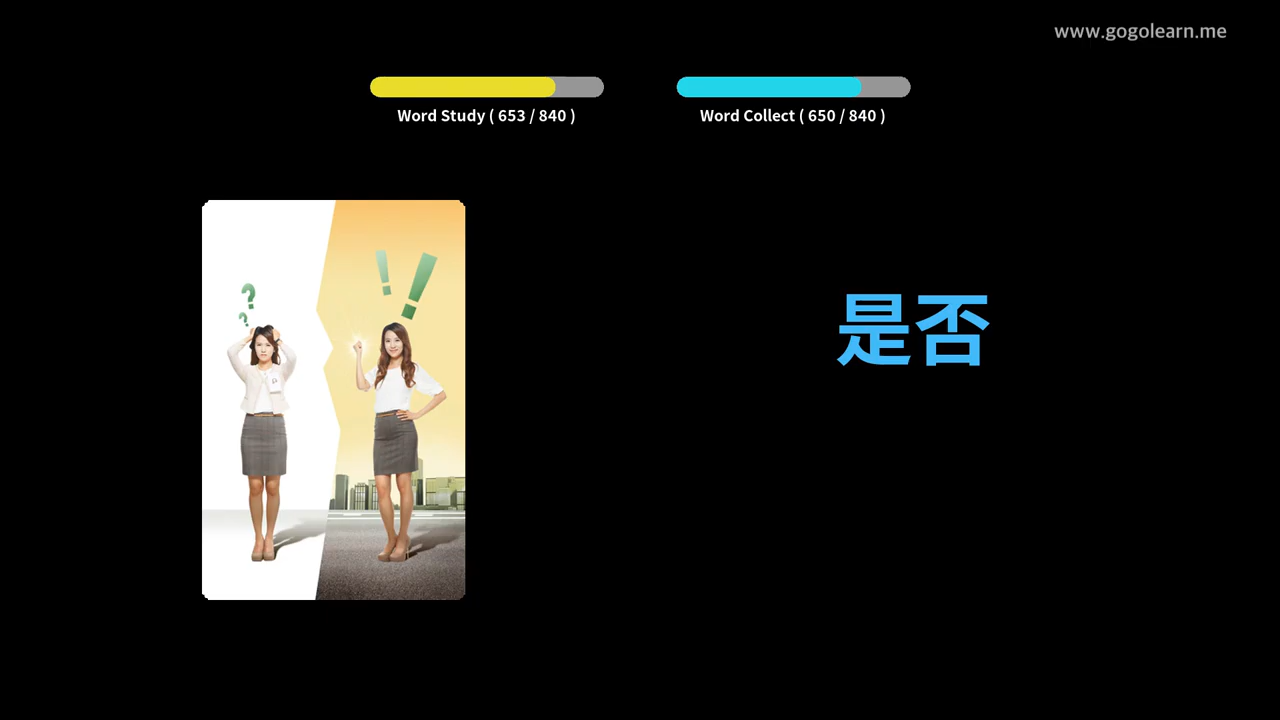 www.gogolearn.me
Word Study ( 653 / 840 )
Word Collect ( 650 / 840 )
? ? ! !
是否